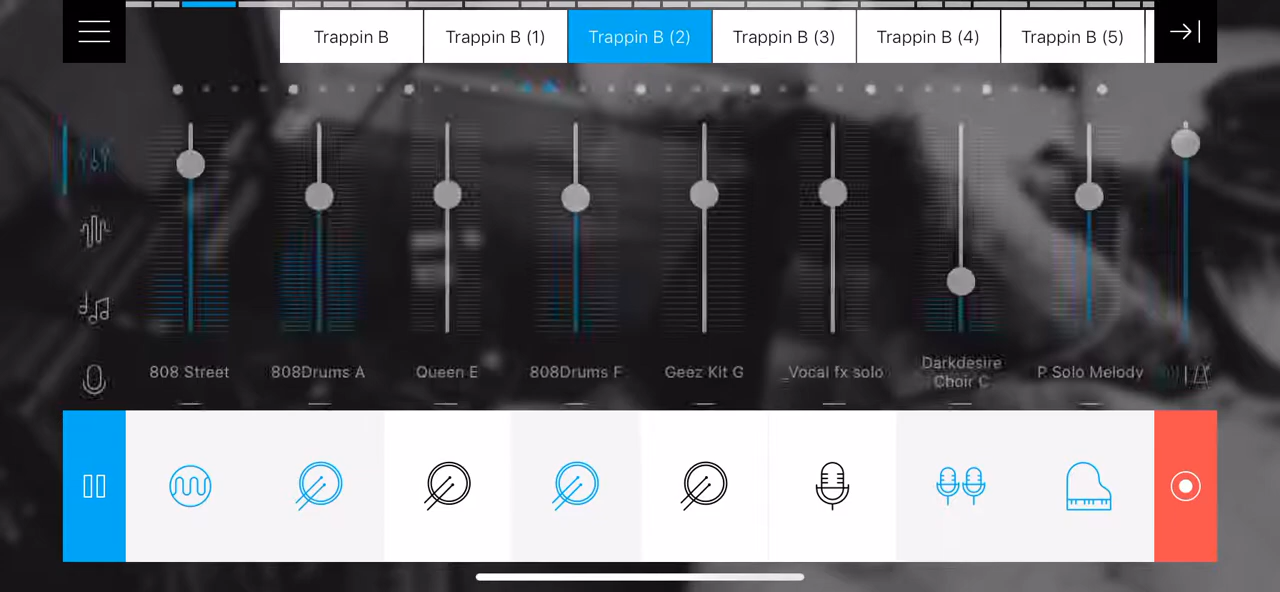 Trappin B
Trappin B (1)
Trappin B (2)
Trappin B (3)
Trappin B (4)
Trappin B (5)
808 Street
808Drums A
Queen E
808Drums F
Geez Kit G
_Vocal fx solo
Darkdesire
Choir C
P. Solo Melody